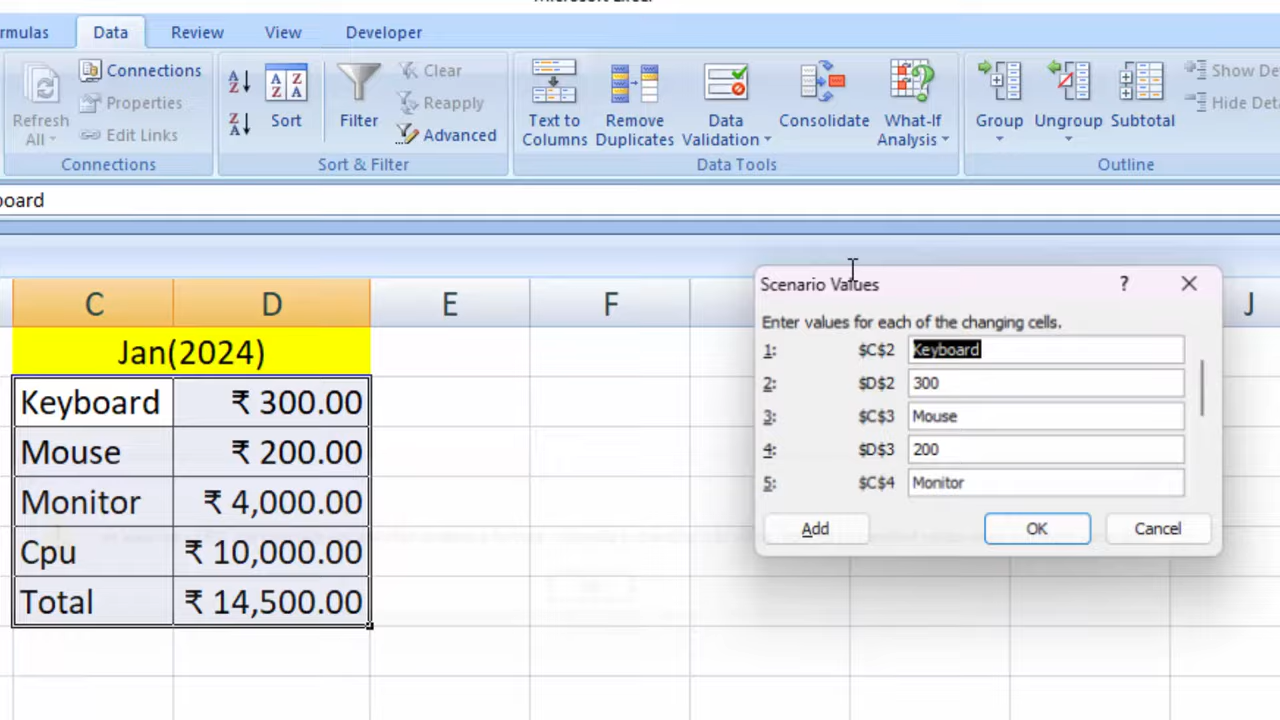 Microsoft Excel
rmulas Data Review View Developer
Refresh All
Connections
Properties
Edit Links
Connections
Sort
Filter
Clear
Reapply
Advanced
Sort & Filter
Text to Columns
Remove Duplicates
Data Validation
Consolidate
What-If Analysis
Data Tools
Group
Ungroup
Subtotal
Show De
Hide Deta
Outline
board
C D E F J
Jan(2024)
Keyboard ₹ 300.00
Mouse ₹ 200.00
Monitor ₹ 4,000.00
Cpu ₹ 10,000.00
Total ₹ 14,500.00
Scenario Values ?
Enter values for each of the changing cells.
1: $C$2 Keyboard
2: $D$2 300
3: $C$3 Mouse
4: $D$3 200
5: $C$4 Monitor
Add OK Cancel